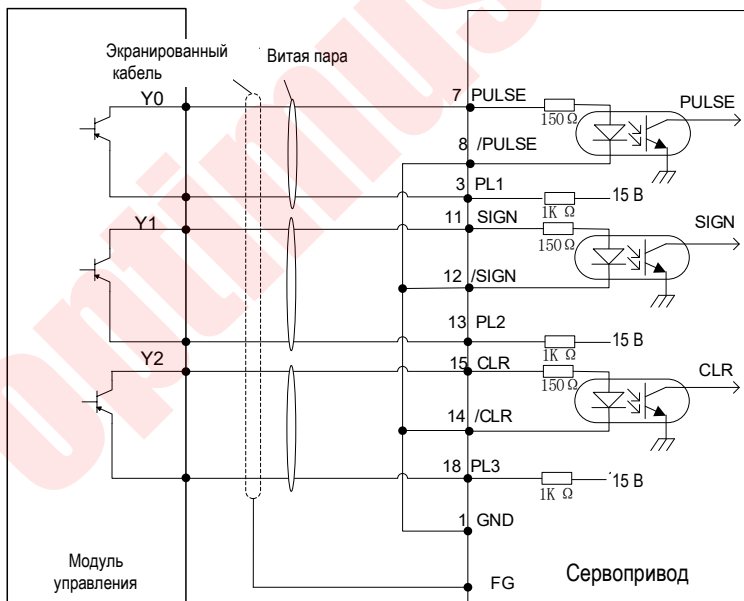 Экранированный
кабель
Витая пара
Y0
7 PULSE
150 Ω
PULSE
8 /PULSE
3 PL1
1K Ω
15 В
Y1
11 SIGN
150 Ω
SIGN
12 /SIGN
13 PL2
1K Ω
15 В
Y2
15 CLR
150 Ω
CLR
14 /CLR
18 PL3
1K Ω
15 В
1 GND
Модуль
управления
FG
Сервопривод
optimus